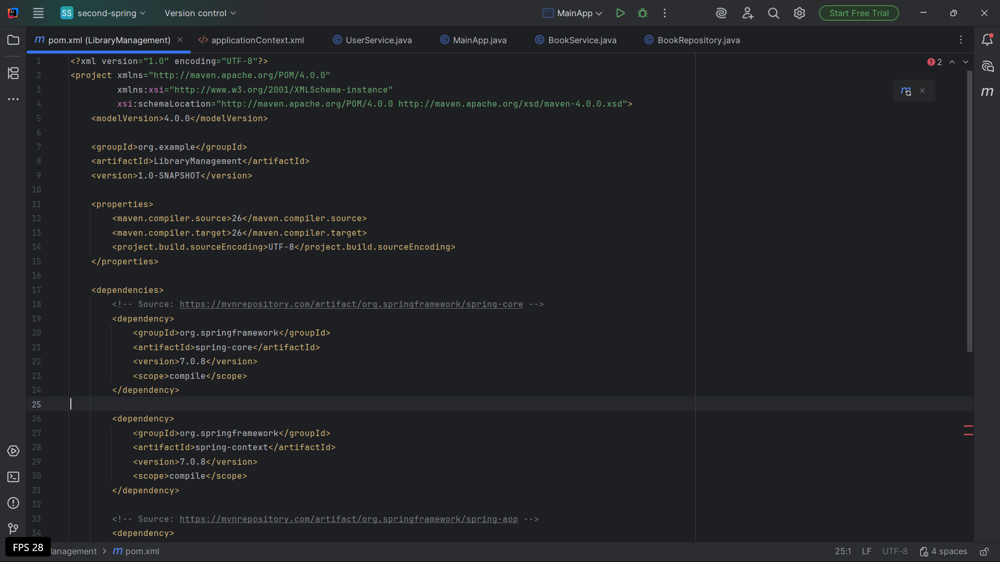 SS second-spring Version control MainApp Start Free Trial
m pom.xml (LibraryManagement) </> applicationContext.xml © UserService.java © MainApp.java © BookService.java © BookRepository.java
2
m
m
1 <?xml version="1.0" encoding="UTF-8"?>
2 <project xmlns="http://maven.apache.org/POM/4.0.0"
3 xmlns:xsi="http://www.w3.org/2001/XMLSchema-instance"
4 xsi:schemaLocation="http://maven.apache.org/POM/4.0.0 http://maven.apache.org/xsd/maven-4.0.0.xsd">
5 <modelVersion>4.0.0</modelVersion>
6
7 <groupId>org.example</groupId>
8 <artifactId>LibraryManagement</artifactId>
9 <version>1.0-SNAPSHOT</version>
10
11 <properties>
12 <maven.compiler.source>26</maven.compiler.source>
13 <maven.compiler.target>26</maven.compiler.target>
14 <project.build.sourceEncoding>UTF-8</project.build.sourceEncoding>
15 </properties>
16
17 <dependencies>
18 <!-- Source: https://mvnrepository.com/artifact/org.springframework/spring-core -->
19 <dependency>
20 <groupId>org.springframework</groupId>
21 <artifactId>spring-core</artifactId>
22 <version>7.0.8</version>
23 <scope>compile</scope>
24 </dependency>
25
26 <dependency>
27 <groupId>org.springframework</groupId>
28 <artifactId>spring-context</artifactId>
29 <version>7.0.8</version>
30 <scope>compile</scope>
31 </dependency>
32
33 <!-- Source: https://mvnrepository.com/artifact/org.springframework/spring-aop -->
34 <dependency>
FPS 28
anagement > m pom.xml 25:1 LF UTF-8 4 spaces